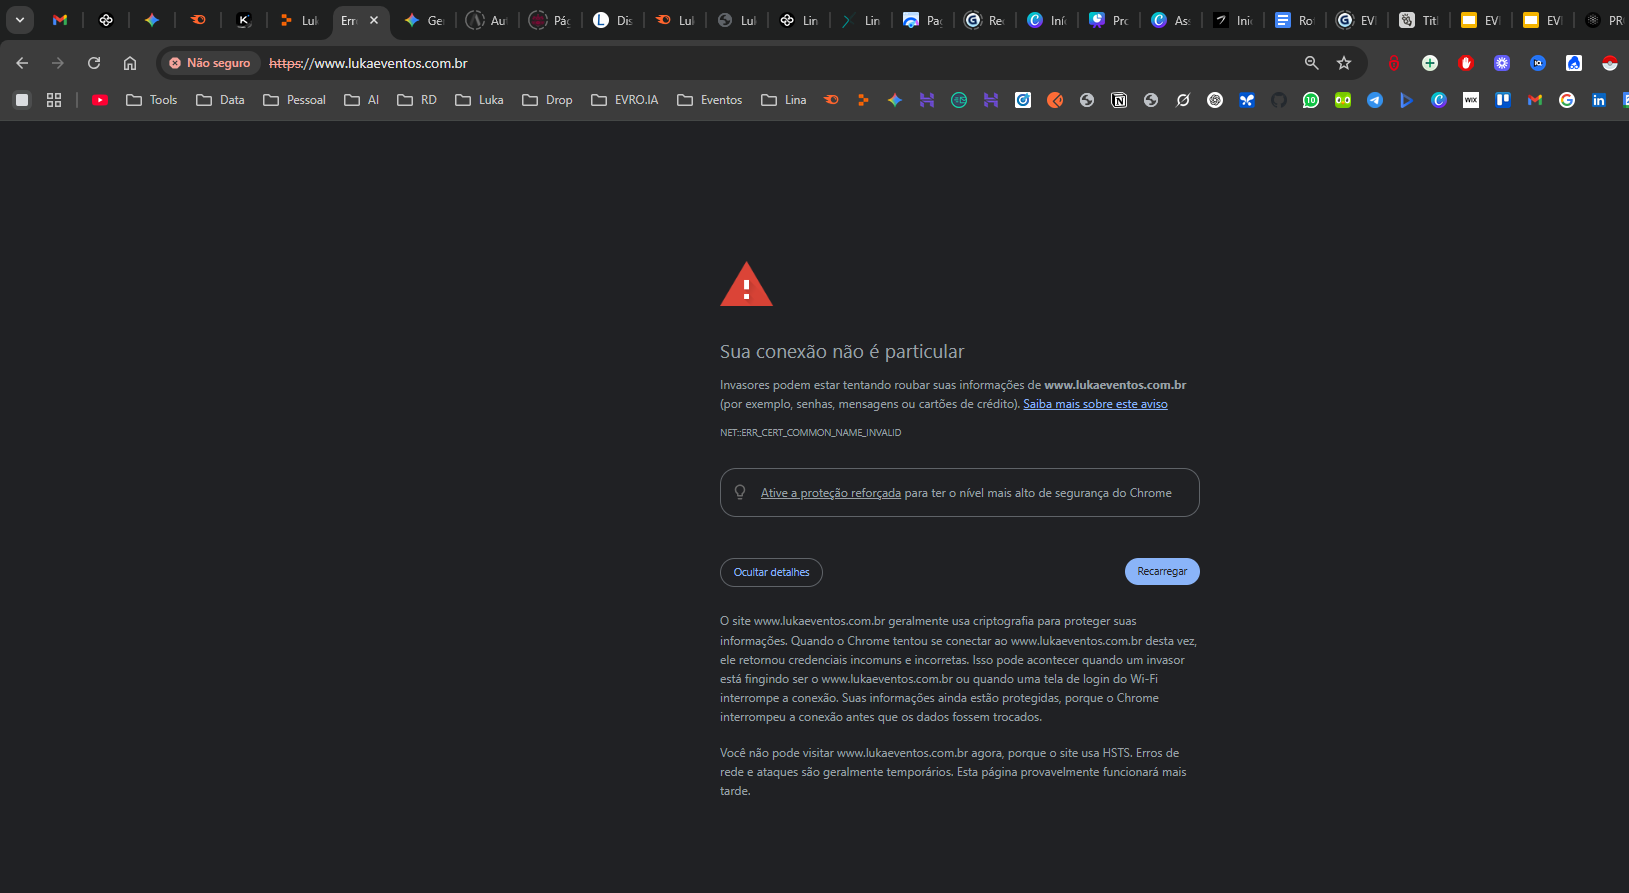 Luk
Erro
Ger
Aut
Pág
Dis
Luk
Luk
Lin
Lin
Pag
Rec
Iníc
Pro
Ass
Inic
Rot
EVI
Titl
EVI
EVI
PRO
Não seguro
https://www.lukaeventos.com.br
Tools
Data
Pessoal
AI
RD
Luka
Drop
EVRO.IA
Eventos
Lina
Sua conexão não é particular
Invasores podem estar tentando roubar suas informações de www.lukaeventos.com.br
(por exemplo, senhas, mensagens ou cartões de crédito). Saiba mais sobre este aviso
NET::ERR_CERT_COMMON_NAME_INVALID
Ative a proteção reforçada para ter o nível mais alto de segurança do Chrome
Ocultar detalhes
Recarregar
O site www.lukaeventos.com.br geralmente usa criptografia para proteger suas
informações. Quando o Chrome tentou se conectar ao www.lukaeventos.com.br desta vez,
ele retornou credenciais incomuns e incorretas. Isso pode acontecer quando um invasor
está fingindo ser o www.lukaeventos.com.br ou quando uma tela de login do Wi-Fi
interrompe a conexão. Suas informações ainda estão protegidas, porque o Chrome
interrompeu a conexão antes que os dados fossem trocados.
Você não pode visitar www.lukaeventos.com.br agora, porque o site usa HSTS. Erros de
rede e ataques são geralmente temporários. Esta página provavelmente funcionará mais
tarde.